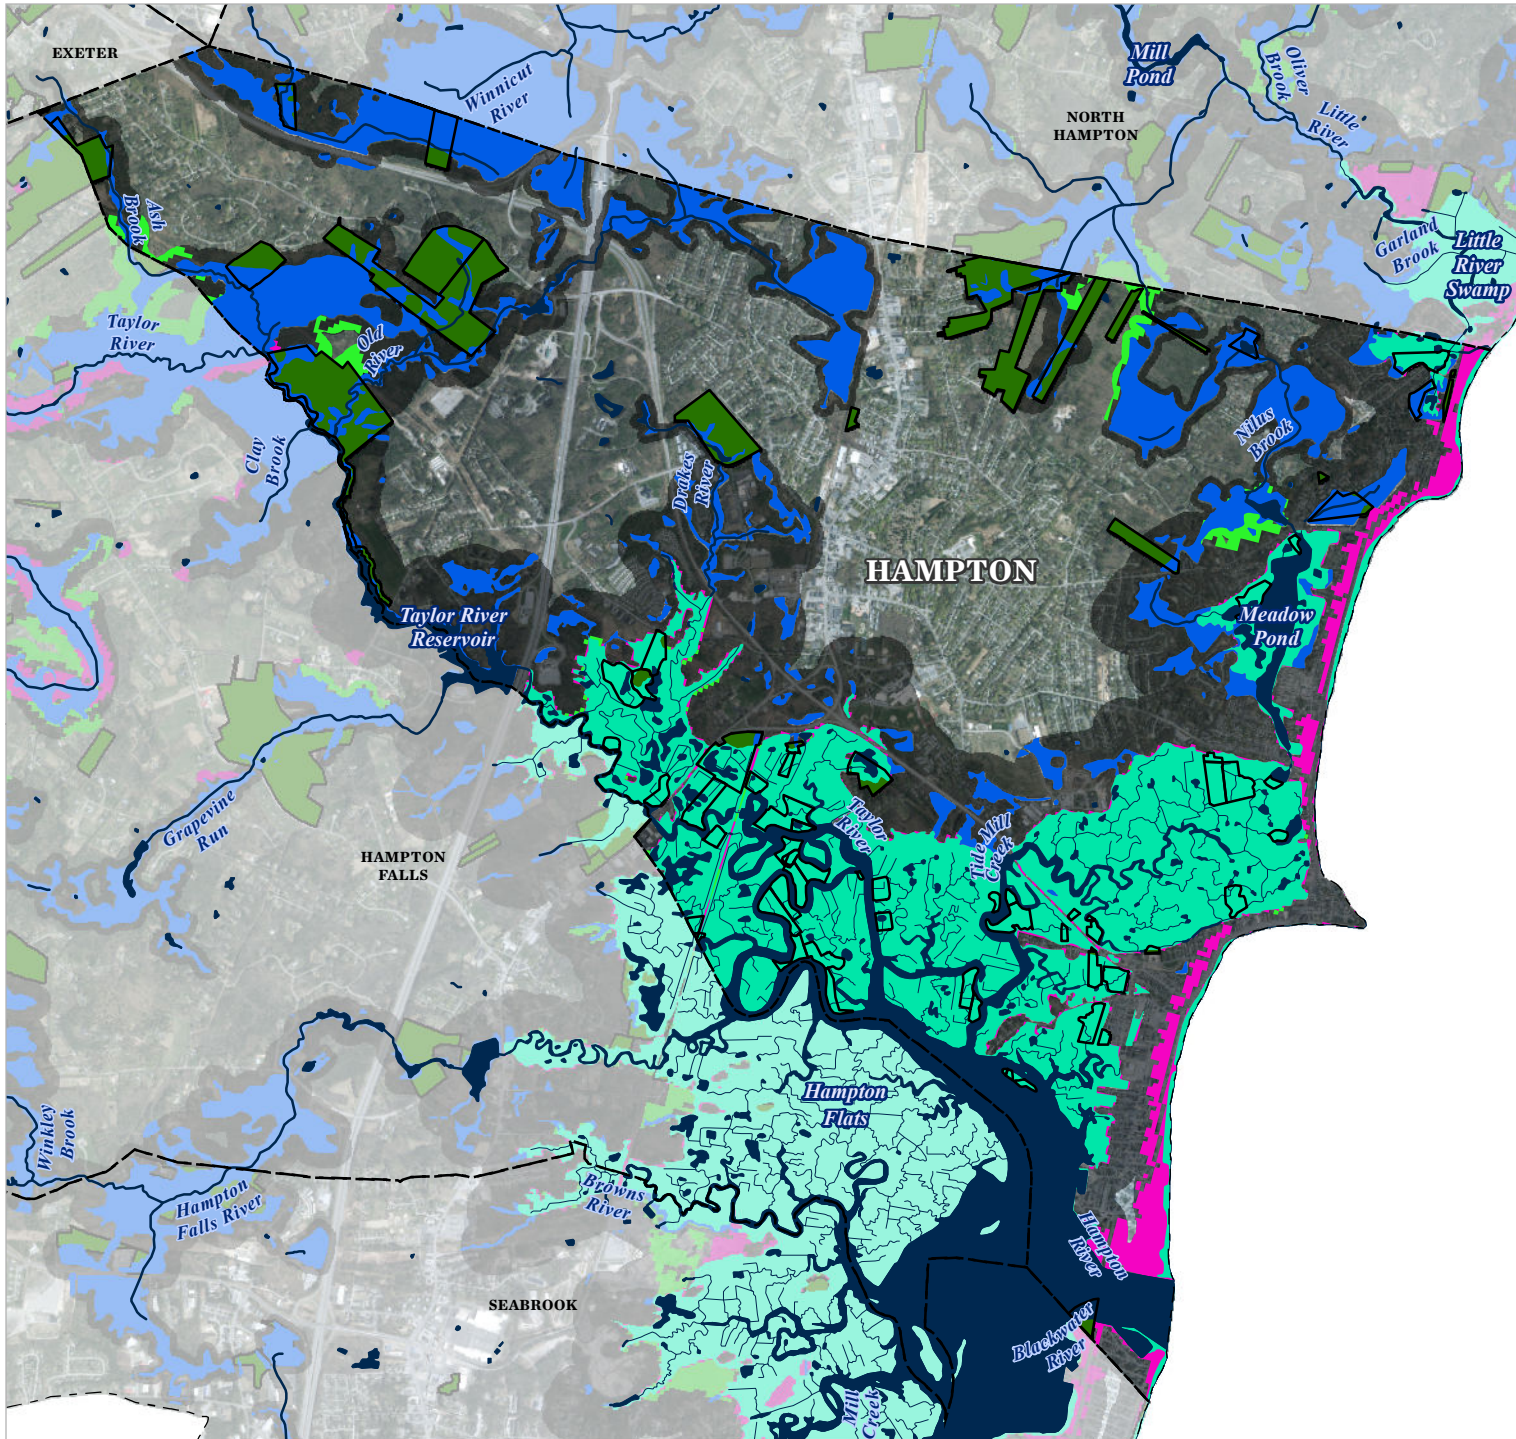 EXETER
Winnicut
River
Mill
Pond
Oliver
Brook
Little
River
NORTH
HAMPTON
Ash
Brook
Garland
Brook
Little
River
Swamp
Taylor
River
Old
River
Clay
Brook
Drakes
River
Nilus
Brook
HAMPTON
Taylor River
Reservoir
Meadow
Pond
Grapevine
Run
HAMPTON
FALLS
Taylor
River
Tide Mill
Creek
Hampton
Flats
Winkley
Brook
Hampton
Falls River
Browns
River
Hampton
River
SEABROOK
Blackwater
River
Mill
Creek